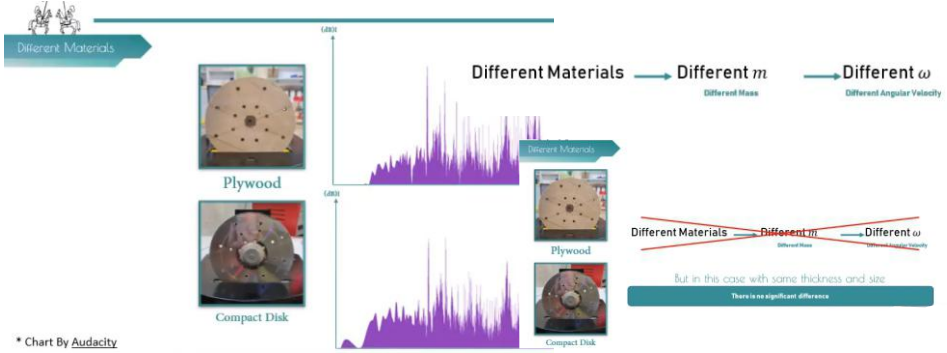 Different Materials
(dB)
Different Materials
Different m
Different ω
Different Mass
Different Angular Velocity
Plywood
Different Materials
(dB)
Plywood
Different Materials
Different m
Different ω
Different Mass
Different Angular Velocity
But in this case with same thickness and size
There is no significant difference
Compact Disk
Compact Disk
* Chart By Audacity